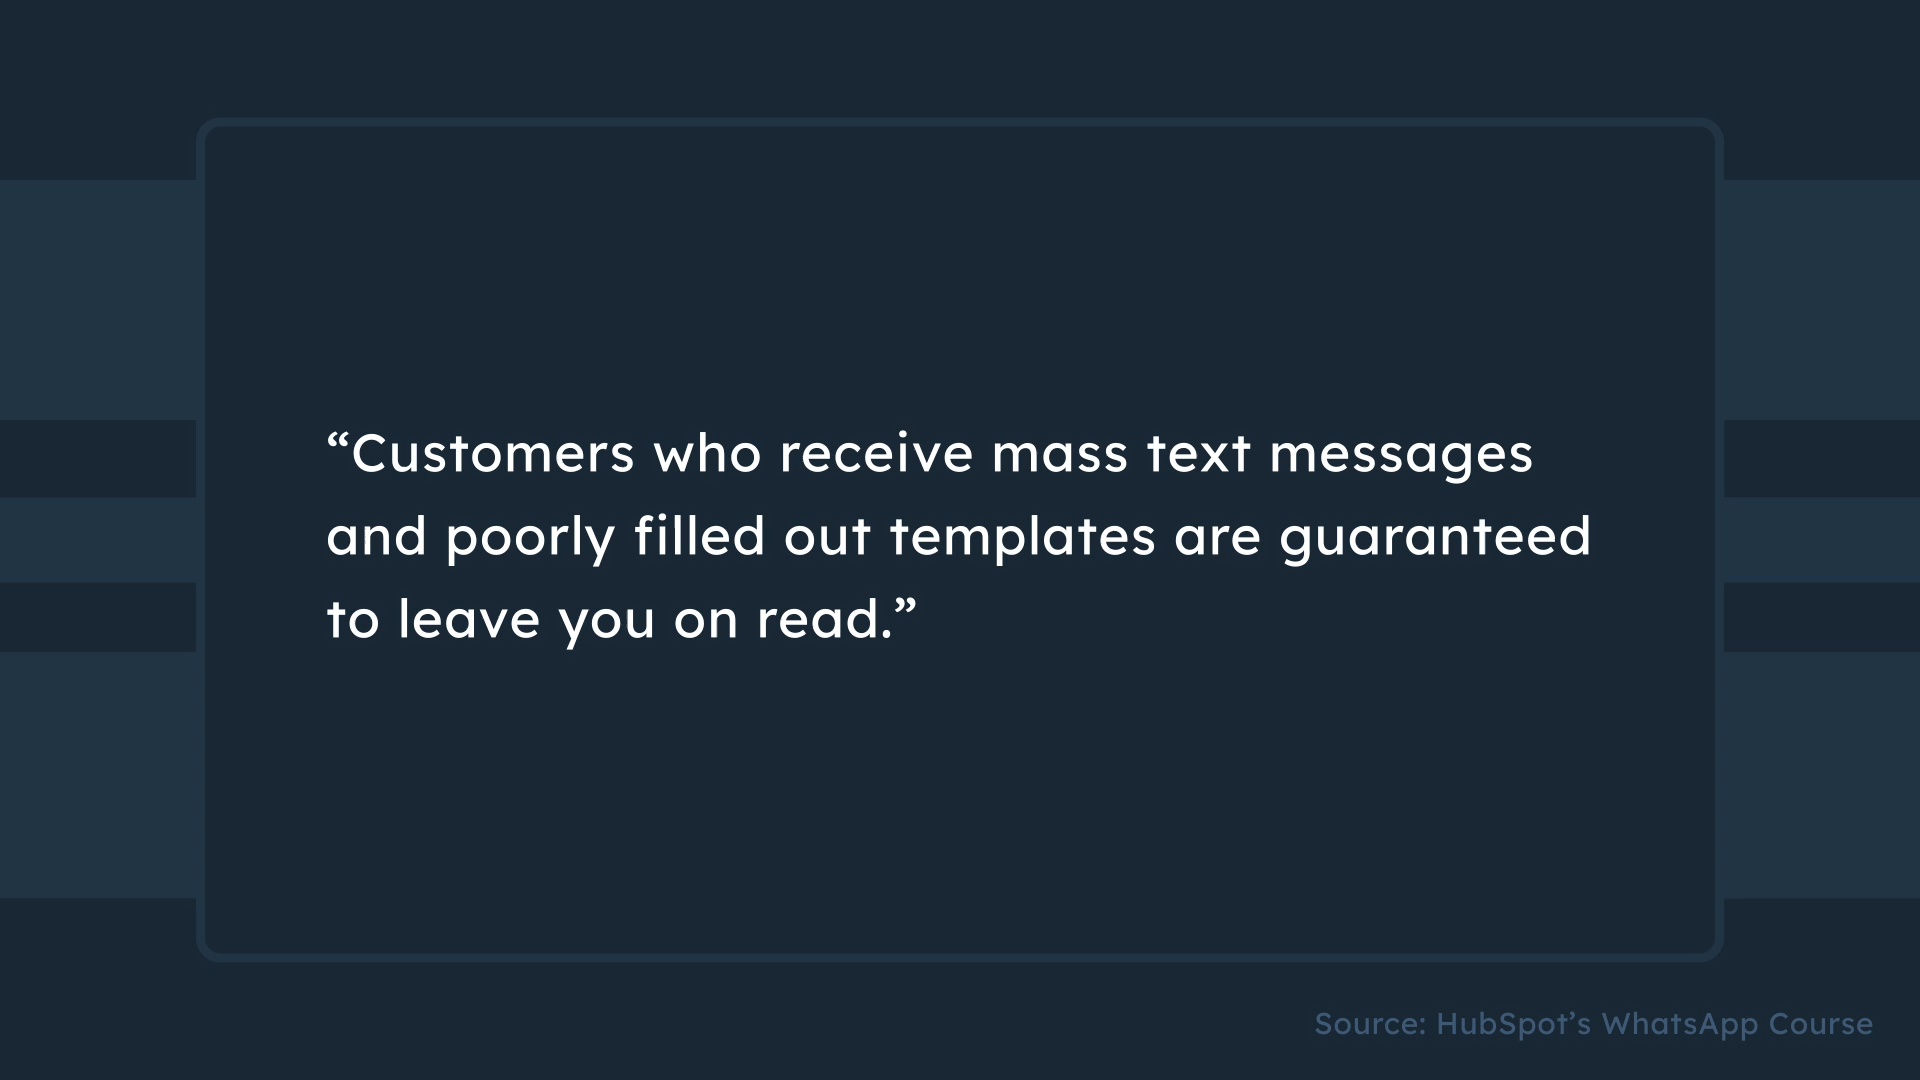 “Customers who receive mass text messages
and poorly filled out templates are guaranteed
to leave you on read.”
Source: HubSpot’s WhatsApp Course